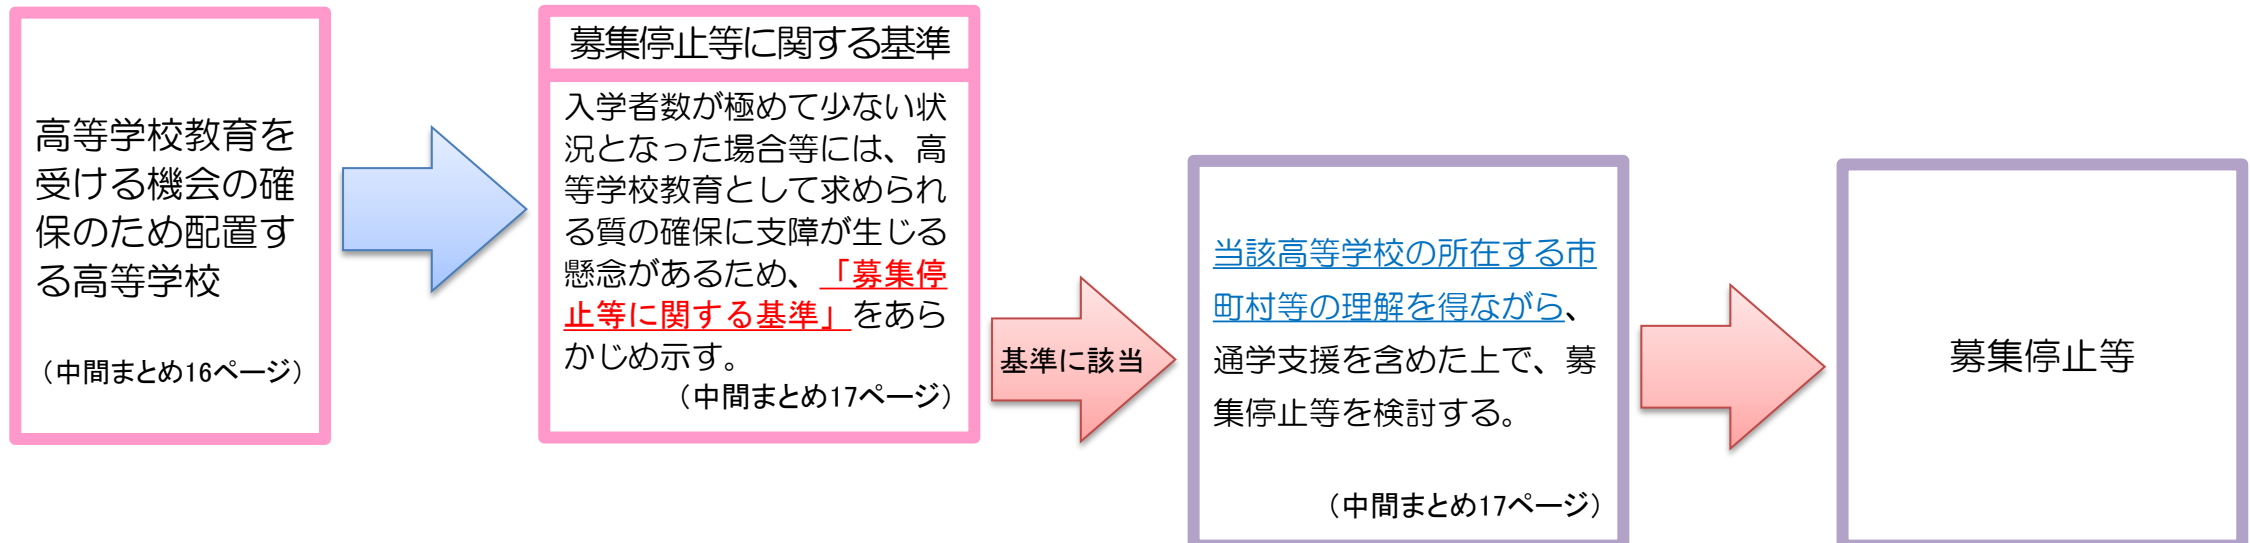 高等学校教育を
受ける機会の確
保のため配置す
る高等学校
（中間まとめ16ページ）
募集停止等に関する基準
入学者数が極めて少ない状
況となった場合等には、高
等学校教育として求められ
る質の確保に支障が生じる
懸念があるため、「募集停
止等に関する基準」をあら
かじめ示す。
（中間まとめ17ページ）
基準に該当
当該高等学校の所在する市
町村等の理解を得ながら、
通学支援を含めた上で、募
集停止等を検討する。
（中間まとめ17ページ）
募集停止等